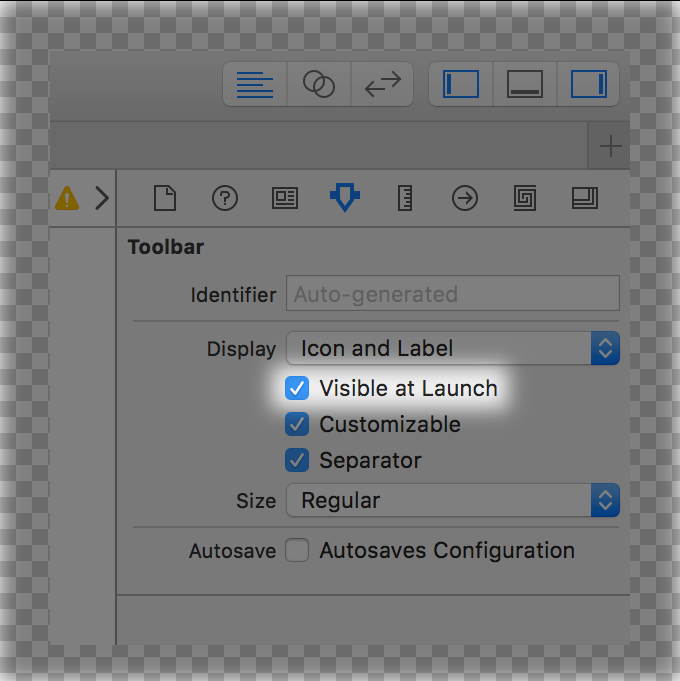 Toolbar
Identifier Auto-generated
Display Icon and Label
Visible at Launch
Customizable
Separator
Size Regular
Autosave Autosaves Configuration